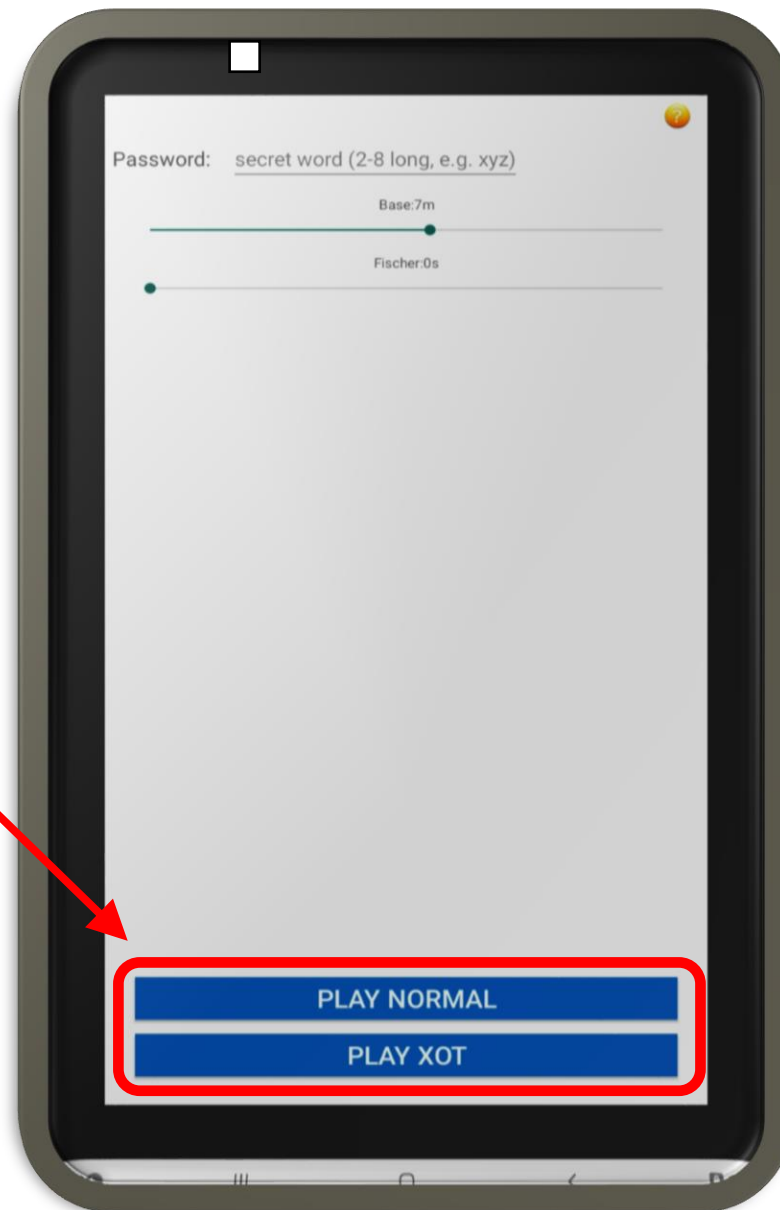 ?
Password: secret word (2-8 long, e.g. xyz)
Base:7m
Fischer:0s
PLAY NORMAL
PLAY XOT